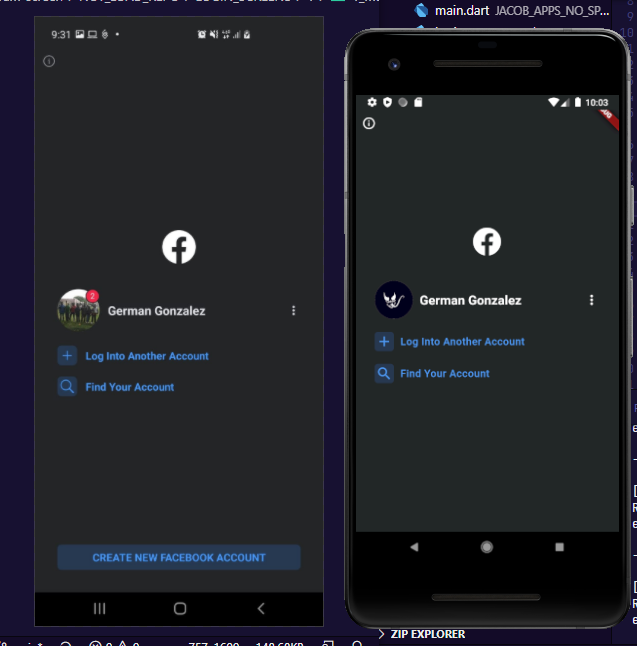 main.dart JACOB_APPS_NO_SP...
9:31
2
German Gonzalez
Log Into Another Account
Find Your Account
CREATE NEW FACEBOOK ACCOUNT
10:03
German Gonzalez
Log Into Another Account
Find Your Account
ZIP EXPLORER